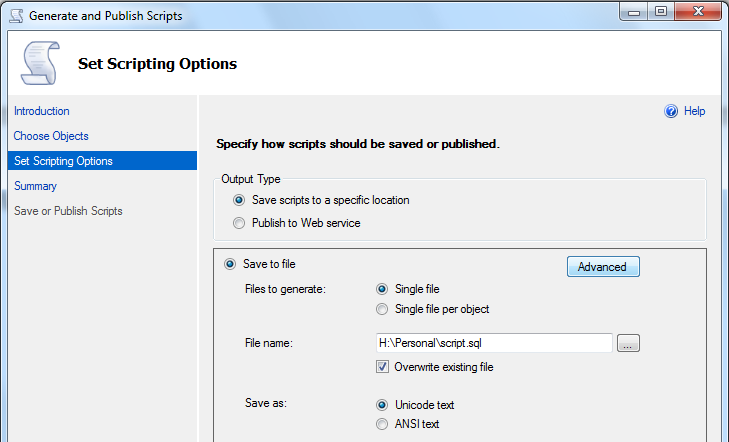 Generate and Publish Scripts
Set Scripting Options
Introduction
Choose Objects
Set Scripting Options
Summary
Save or Publish Scripts
Help
Specify how scripts should be saved or published.
Output Type
Save scripts to a specific location
Publish to Web service
Save to file
Advanced
Files to generate:
Single file
Single file per object
File name:
H:\Personal\script.sql
...
Overwrite existing file
Save as:
Unicode text
ANSI text